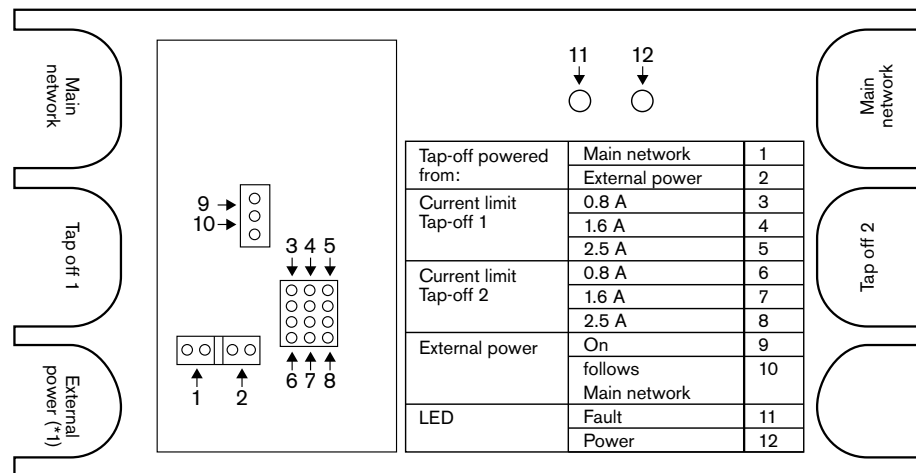 Main
network
Tap off 1
External
power (*1)
9
10
3 4 5
6 7 8
1 2
11 12
Tap-off powered
from:
Main network 1
External power 2
Current limit
Tap-off 1
0.8 A 3
1.6 A 4
2.5 A 5
Current limit
Tap-off 2
0.8 A 6
1.6 A 7
2.5 A 8
External power
On 9
follows 10
Main network
LED
Fault 11
Power 12
Main
network
Tap off 2